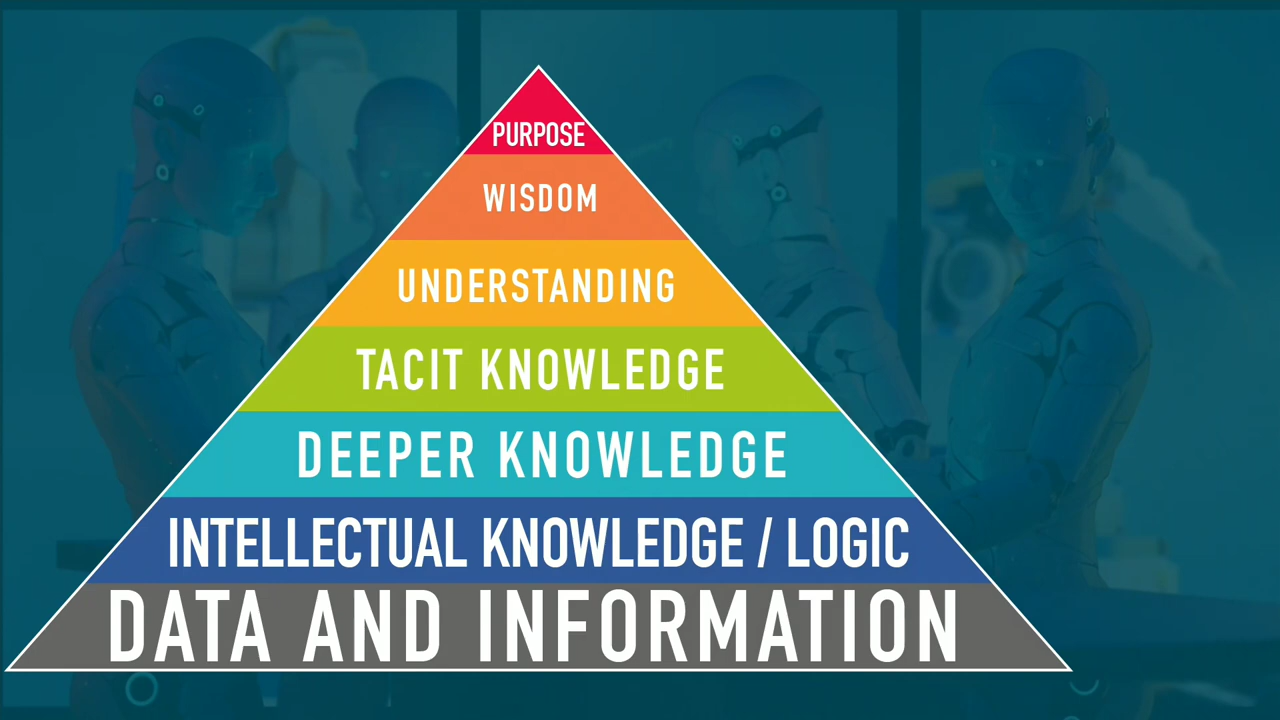 PURPOSE
WISDOM
UNDERSTANDING
TACIT KNOWLEDGE
DEEPER KNOWLEDGE
INTELLECTUAL KNOWLEDGE / LOGIC
DATA AND INFORMATION